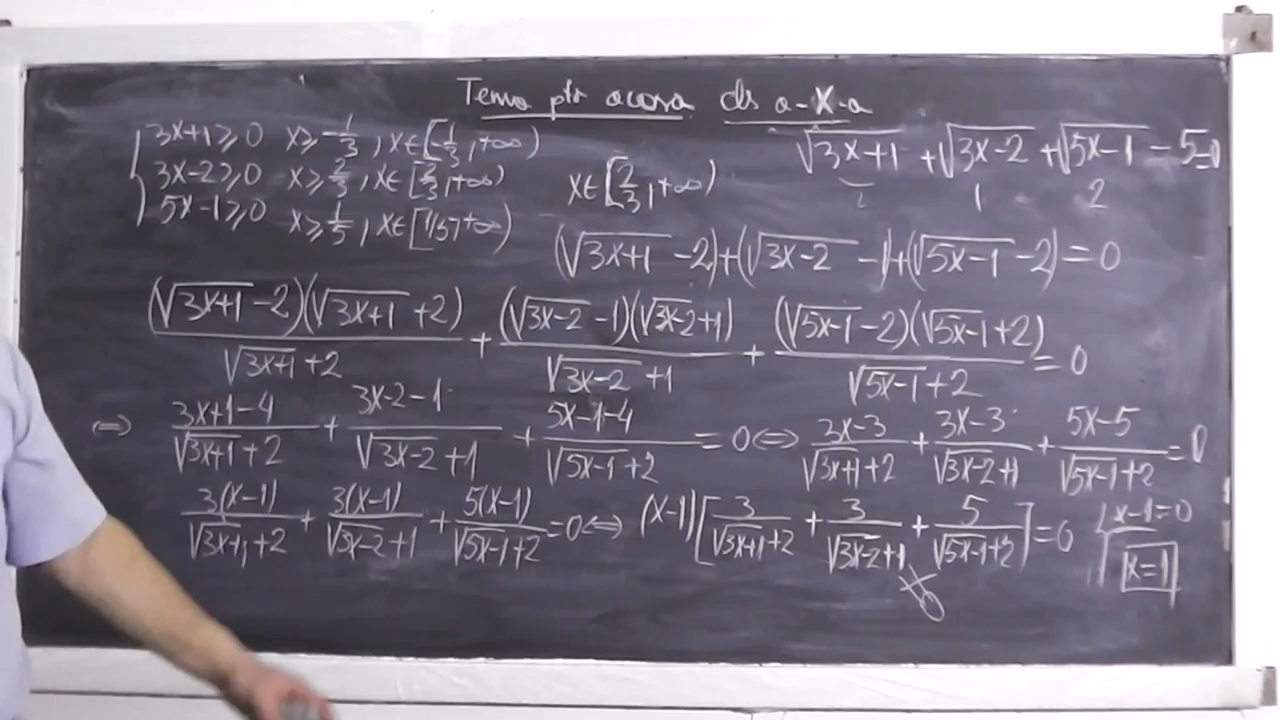 Tema ptr acasa cls a-X-a
√(3x+1) + √(3x-2) + √(5x-1) - 5 = 0
2 1 2
3x+1 ≥ 0 x ≥ -1/3, x ∈ [-1/3, +∞)
3x-2 ≥ 0 x ≥ 2/3, x ∈ [2/3, +∞)
5x-1 ≥ 0 x ≥ 1/5, x ∈ [1/5, +∞)
x ∈ [2/3, +∞)
(√(3x+1) - 2) + (√(3x-2) - 1) + (√(5x-1) - 2) = 0
(√(3x+1) - 2)(√(3x+1) + 2)/(√(3x+1) + 2) + (√(3x-2) - 1)(√(3x-2) + 1)/(√(3x-2) + 1) + (√(5x-1) - 2)(√(5x-1) + 2)/(√(5x-1) + 2) = 0
⇔ (3x+1-4)/(√(3x+1) + 2) + (3x-2-1)/(√(3x-2) + 1) + (5x-1-4)/(√(5x-1) + 2) = 0 ⇔ (3x-3)/(√(3x+1) + 2) + (3x-3)/(√(3x-2) + 1) + (5x-5)/(√(5x-1) + 2) = 0
3(x-1)/(√(3x+1) + 2) + 3(x-1)/(√(3x-2) + 1) + 5(x-1)/(√(5x-1) + 2) = 0 ⇔ (x-1)[3/(√(3x+1) + 2) + 3/(√(3x-2) + 1) + 5/(√(5x-1) + 2)] = 0
≠ 0
x-1 = 0
x = 1